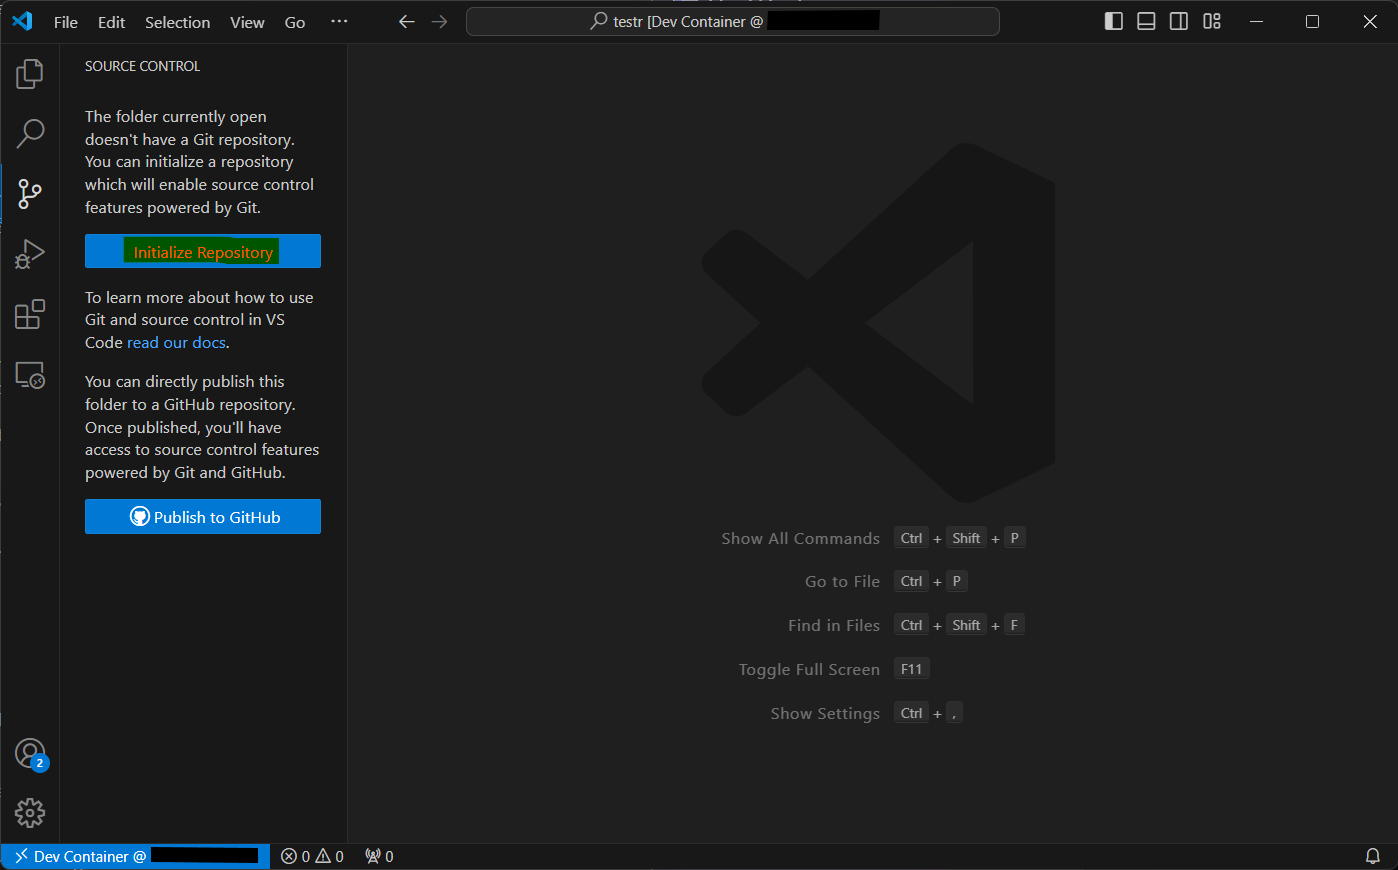 File Edit Selection View Go ···
testr [Dev Container @
SOURCE CONTROL
The folder currently open
doesn't have a Git repository.
You can initialize a repository
which will enable source control
features powered by Git.
Initialize Repository
To learn more about how to use
Git and source control in VS
Code read our docs.
You can directly publish this
folder to a GitHub repository.
Once published, you'll have
access to source control features
powered by Git and GitHub.
Publish to GitHub
Show All Commands Ctrl + Shift + P
Go to File Ctrl + P
Find in Files Ctrl + Shift + F
Toggle Full Screen F11
Show Settings Ctrl + ,
2
Dev Container @ 0 0 0